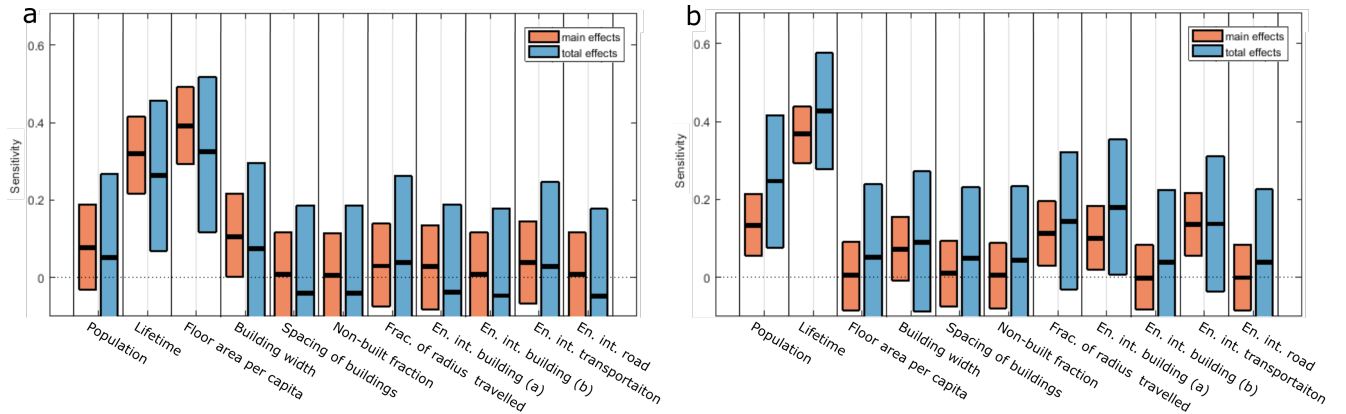 a
main effects
total effects
Sensitivity
0.6
0.4
0.2
0
Population
Lifetime
Floor area per capita
Building width
Spacing of buildings
Non-built fraction
Frac. of radius travelled
En. int. building (a)
En. int. building (b)
En. int. transportaiton
En. int. road
b
main effects
total effects
Sensitivity
0.6
0.4
0.2
0
Population
Lifetime
Floor area per capita
Building width
Spacing of buildings
Non-built fraction
Frac. of radius travelled
En. int. building (a)
En. int. building (b)
En. int. transportaiton
En. int. road